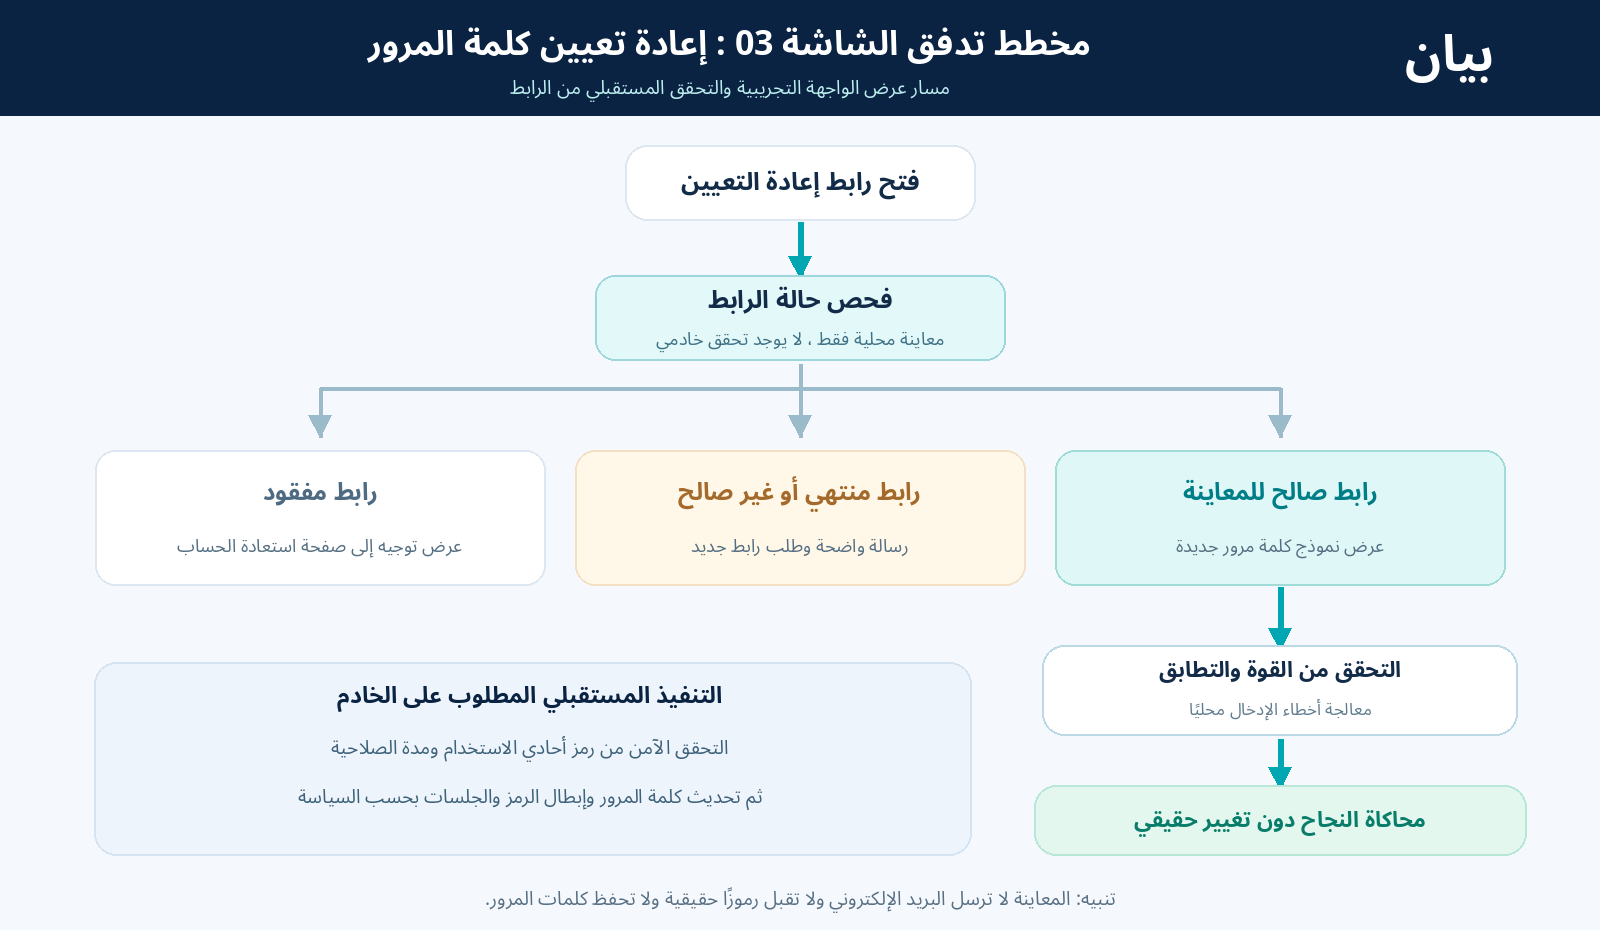 بيان
مخطط تدفق الشاشة 03 : إعادة تعيين كلمة المرور
مسار عرض الواجهة التجريبية والتحقق المستقبلي من الرابط
فتح رابط إعادة التعيين
فحص حالة الرابط
معاينة محلية فقط ، لا يوجد تحقق خادمي
رابط صالح للمعاينة
عرض نموذج كلمة مرور جديدة
رابط منتهي أو غير صالح
رسالة واضحة وطلب رابط جديد
رابط مفقود
عرض توجيه إلى صفحة استعادة الحساب
التحقق من القوة والتطابق
معالجة أخطاء الإدخال محليًا
محاكاة النجاح دون تغيير حقيقي
التنفيذ المستقبلي المطلوب على الخادم
التحقق الآمن من رمز أحادي الاستخدام ومدة الصلاحية
ثم تحديث كلمة المرور وإبطال الرمز والجلسات بحسب السياسة
تنبيه: المعاينة لا ترسل البريد الإلكتروني ولا تقبل رموزًا حقيقية ولا تحفظ كلمات المرور.